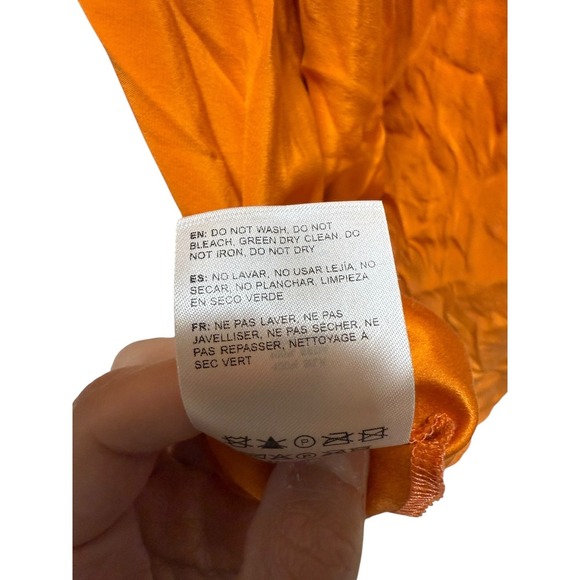 EN: DO NOT WASH, DO NOT
BLEACH, GREEN DRY CLEAN, DO
NOT IRON, DO NOT DRY
ES: NO LAVAR, NO USAR LEJÍA, NO
SECAR, NO PLANCHAR, LIMPIEZA
EN SECO VERDE
FR: NE PAS LAVER, NE PAS
JAVELLISER, NE PAS SÉCHER, NE
PAS REPASSER, NETTOYAGE À
SEC VERT